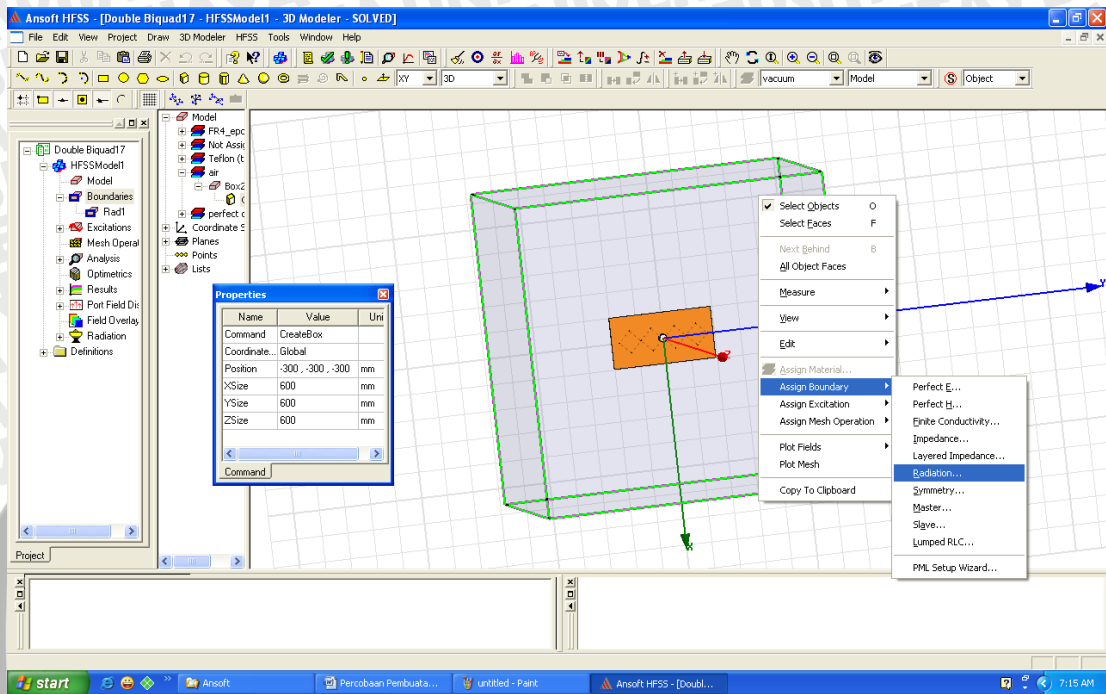 Ansoft HFSS - [Double Biquad17 - HFSSModel1 - 3D Modeler - SOLVED]
File Edit View Project Draw 3D Modeler HFSS Tools Window Help
XY 3D vacuum Model Object
Double Biquad17
HFSSModel1
Model
Boundaries
Rad1
Excitations
Mesh Operal
Analysis
Optimetrics
Results
Port Field Dis
Field Overlay
Radiation
Definitions
Project
Model
FR4_epo
Not Assig
Teflon (t
air
Box2
perfect c
Coordinate S
Planes
Points
Lists
Properties
Name Value Uni
Command CreateBox
Coordinate... Global
Position -300 , -300 , -300 mm
XSize 600 mm
YSize 600 mm
ZSize 600 mm
Command
Select Objects O
Select Faces F
Next Behind B
All Object Faces
Measure
View
Edit
Assign Material...
Assign Boundary
Assign Excitation
Assign Mesh Operation
Plot Fields
Plot Mesh
Copy To Clipboard
Perfect E...
Perfect H...
Finite Conductivity...
Impedance...
Layered Impedance...
Radiation...
Symmetry...
Master...
Slave...
Lumped RLC...
PML Setup Wizard...
start Ansoft Percobaan Pembuata... untitled - Paint Ansoft HFSS - [Doubl... 7:15 AM